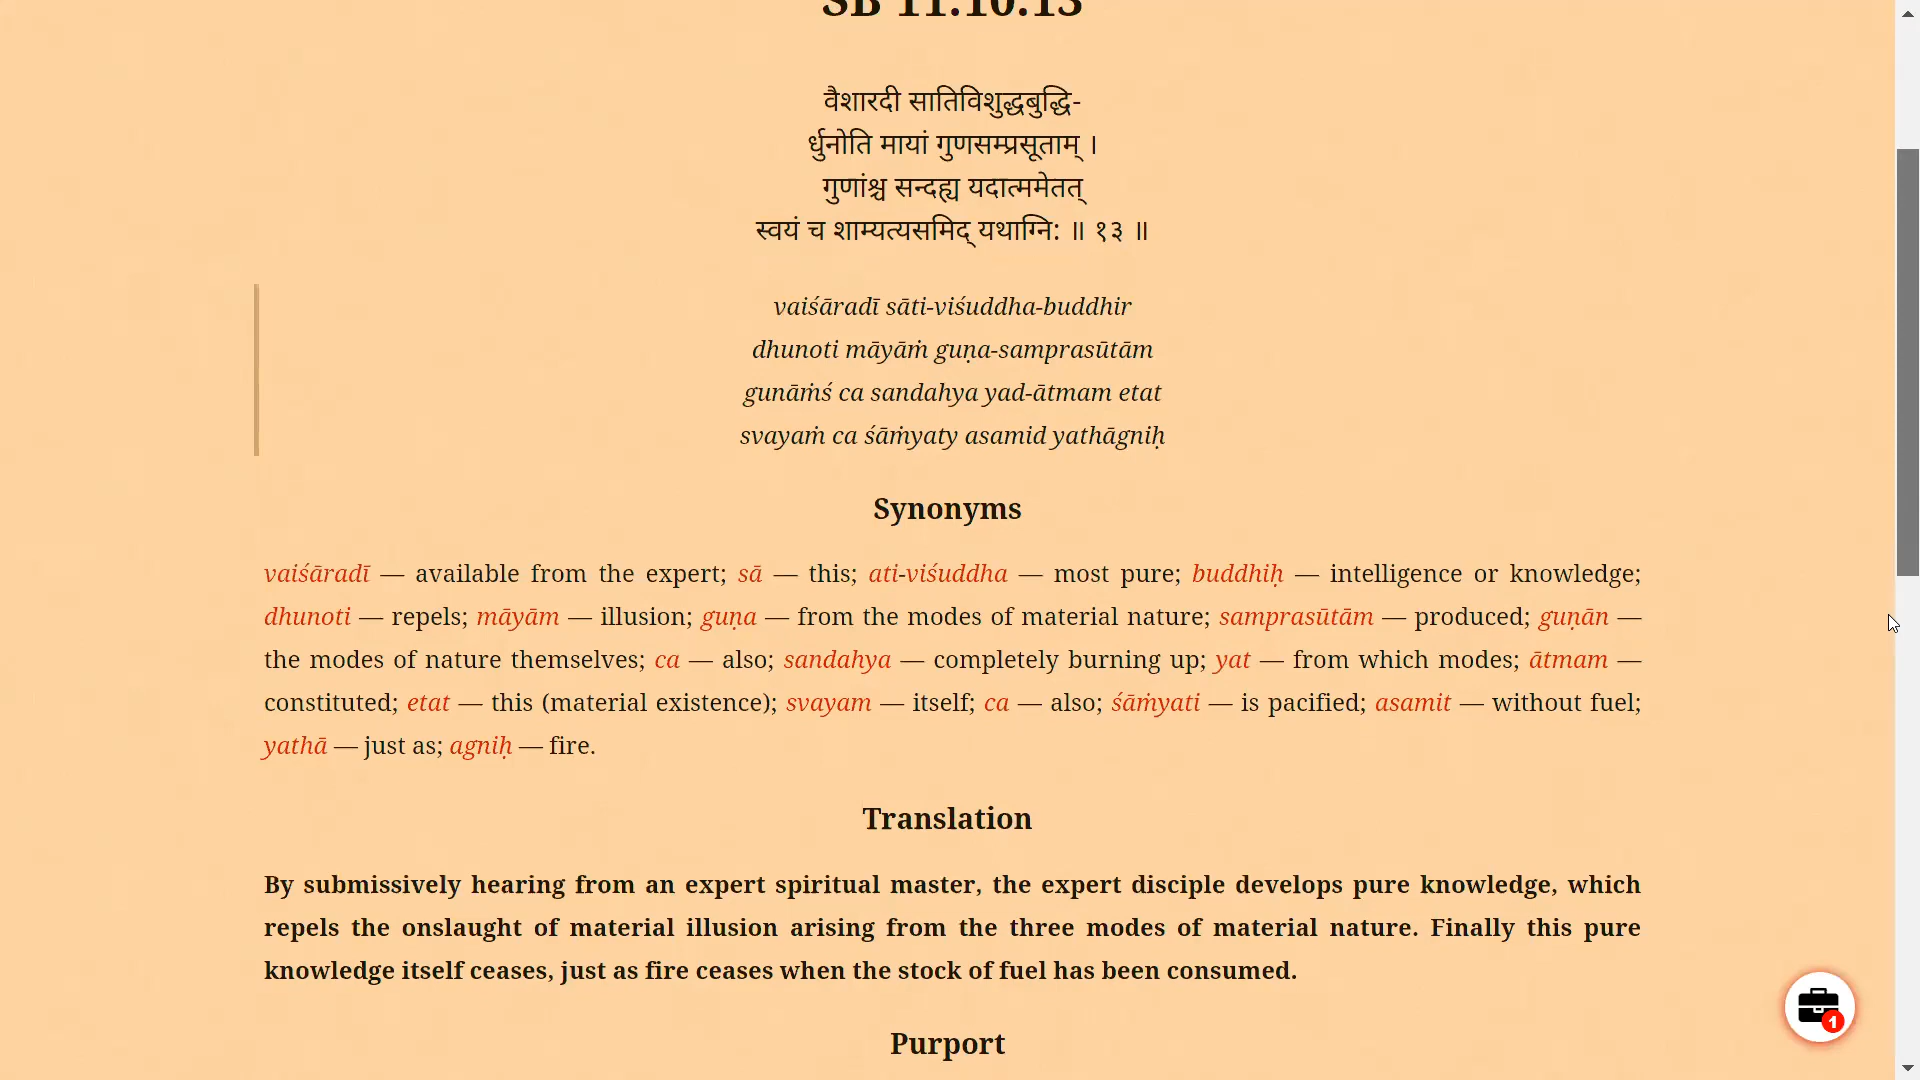 SB 11.10.13
वैशारदी सातिविशुद्धबुद्धि-
र्धुनोति मायां गुणसम्प्रसूताम् ।
गुणांश्च सन्दह्य यदात्ममेतत्
स्वयं च शाम्यत्यसमिद् यथाग्नि: ॥ १३ ॥
vaiśāradī sāti-viśuddha-buddhir
dhunoti māyāṁ guṇa-samprasūtām
gunāṁś ca sandahya yad-ātmam etat
svayaṁ ca śāṁyaty asamid yathāgniḥ
Synonyms
vaiśāradī — available from the expert; sā — this; ati-viśuddha — most pure; buddhiḥ — intelligence or knowledge;
dhunoti — repels; māyām — illusion; guṇa — from the modes of material nature; samprasūtām — produced; guṇān —
the modes of nature themselves; ca — also; sandahya — completely burning up; yat — from which modes; ātmam —
constituted; etat — this (material existence); svayam — itself; ca — also; śāṁyati — is pacified; asamit — without fuel;
yathā — just as; agniḥ — fire.
Translation
By submissively hearing from an expert spiritual master, the expert disciple develops pure knowledge, which
repels the onslaught of material illusion arising from the three modes of material nature. Finally this pure
knowledge itself ceases, just as fire ceases when the stock of fuel has been consumed.
1
Purport